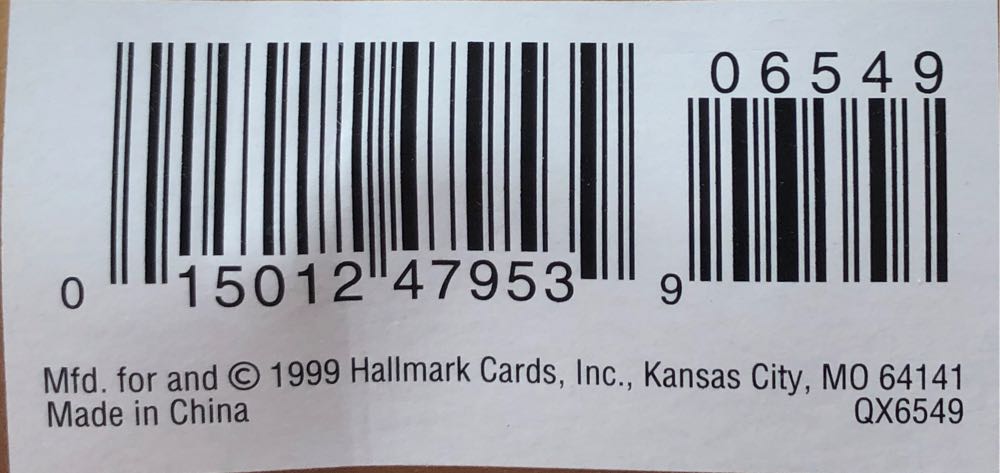 06549
0 15012 47953 9
Mfd. for and © 1999 Hallmark Cards, Inc., Kansas City, MO 64141
Made in China QX6549